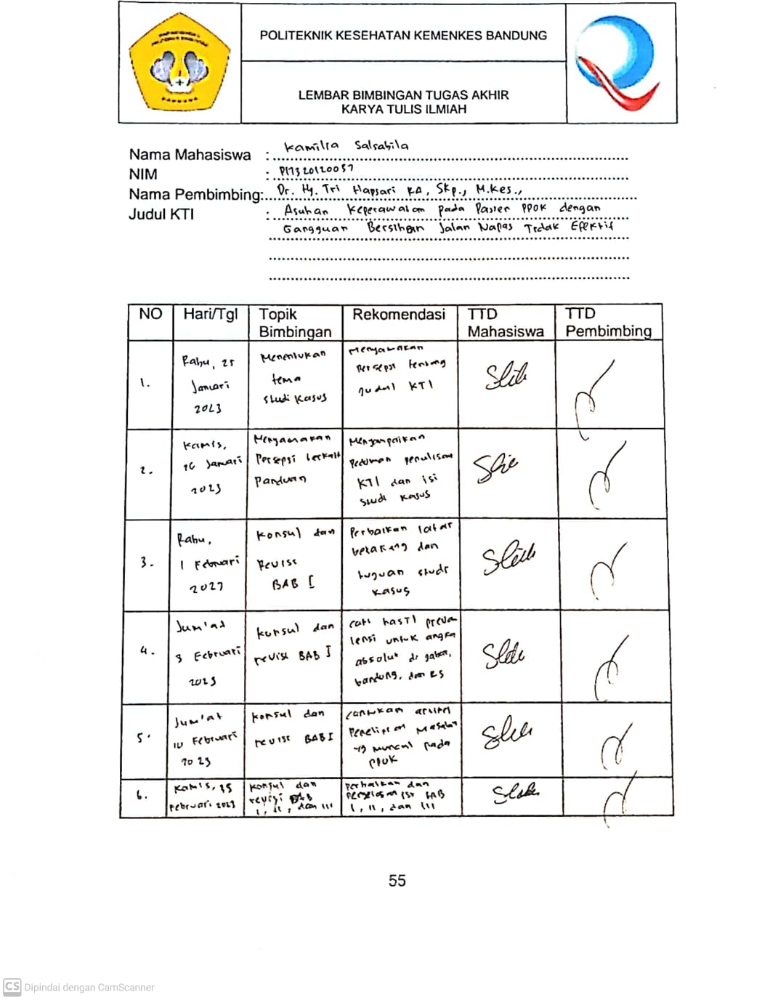 POLITEKNIK KESEHATAN KEMENKES BANDUNG
LEMBAR BIMBINGAN TUGAS AKHIR
KARYA TULIS ILMIAH
BANDUNG
Nama Mahasiswa : Kamilia Salsabila
NIM : P17320120057
Nama Pembimbing: Dr. Hj. Tri Hapsari RA, Skp., M.Kes.,
Judul KTI : Asuhan Keperawatan pada Pasien PPOK dengan
Gangguan Bersihan Jalan Napas Tidak Efektif
NO Hari/Tgl Topik Bimbingan Rekomendasi TTD Mahasiswa TTD Pembimbing
1. Rabu, 25 Januari 2023 Menentukan tema studi kasus Menyamakan persepsi tentang judul KTI
2. Kamis, 26 Januari 2023 Menyamakan Persepsi terkait Panduan Menyampaikan Pedoman penulisan KTI dan isi studi kasus
3. Rabu, 1 Februari 2023 Konsul dan Revisi BAB I Perbaikan latar belakang dan tujuan studi kasus
4. Jum'at 3 Februari 2023 konsul dan revisi BAB I cari hasil prevalensi untuk angka absolut di jabar, bandung, dan RS
5. Jum'at 10 Februari 2023 konsul dan revisi BAB I cantumkan Penelitian Masalah yg muncul pada PPOK
6. Kamis, Februari 2023 konsul dan revisi BAB I, II, dan III Perbaikan dan Penjelasan isi BAB I, II, dan III
55
CS Dipindai dengan CamScanner